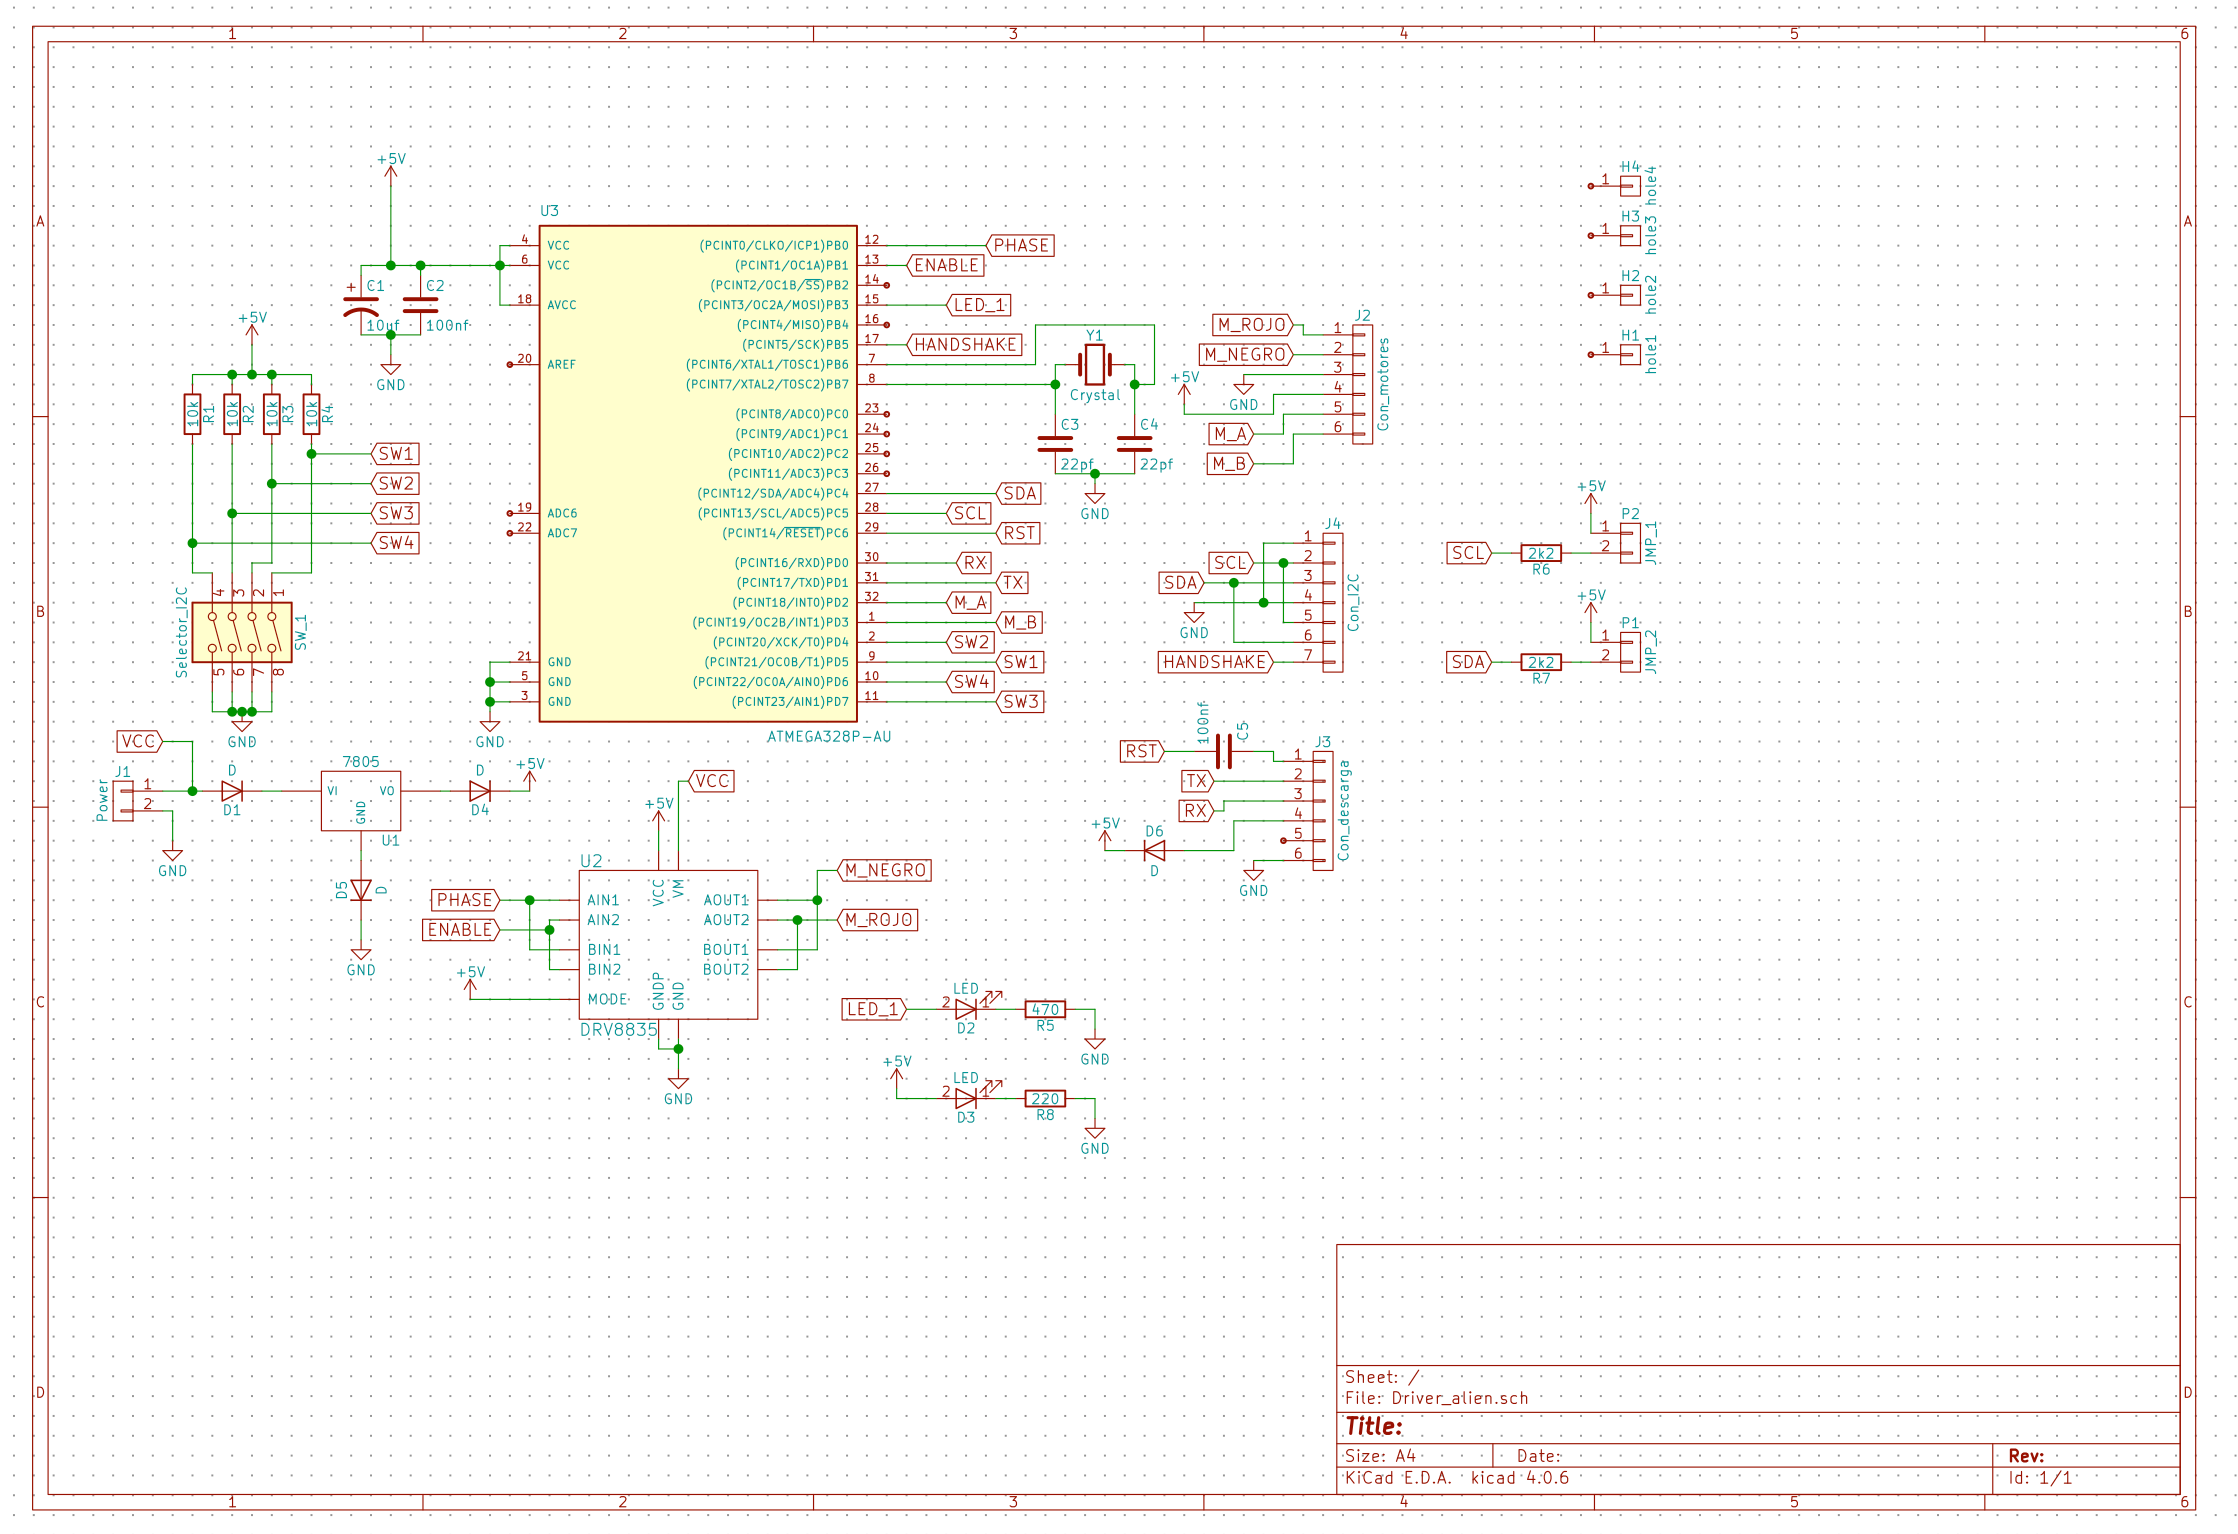 1 2 3 4 5 6
A A
B B
C C
D D
+5V
C1
10uf
C2
100nf
GND
+5V
10k R1
10k R2
10k R3
10k R4
SW1
SW2
SW3
SW4
4 3 2 1
Selector_I2C
SW_1
5 6 7 8
GND
U3
4 VCC
6 VCC
18 AVCC
20 AREF
19 ADC6
22 ADC7
21 GND
5 GND
3 GND
GND
(PCINT0/CLKO/ICP1)PB0 12 PHASE
(PCINT1/OC1A)PB1 13 ENABLE
(PCINT2/OC1B/SS)PB2 14
(PCINT3/OC2A/MOSI)PB3 15 LED_1
(PCINT4/MISO)PB4 16
(PCINT5/SCK)PB5 17 HANDSHAKE
(PCINT6/XTAL1/TOSC1)PB6 7
(PCINT7/XTAL2/TOSC2)PB7 8
(PCINT8/ADC0)PC0 23
(PCINT9/ADC1)PC1 24
(PCINT10/ADC2)PC2 25
(PCINT11/ADC3)PC3 26
(PCINT12/SDA/ADC4)PC4 27 SDA
(PCINT13/SCL/ADC5)PC5 28 SCL
(PCINT14/RESET)PC6 29 RST
(PCINT16/RXD)PD0 30 RX
(PCINT17/TXD)PD1 31 TX
(PCINT18/INT0)PD2 32 M_A
(PCINT19/OC2B/INT1)PD3 1 M_B
(PCINT20/XCK/T0)PD4 2 SW2
(PCINT21/OC0B/T1)PD5 9 SW1
(PCINT22/OC0A/AIN0)PD6 10 SW4
(PCINT23/AIN1)PD7 11 SW3
ATMEGA328P-AU
Y1
Crystal
C3
22pf
C4
22pf
GND
J2
M_ROJO 1
M_NEGRO 2
GND 3
+5V 4
M_A 5
M_B 6
Con_motores
J4
1
SCL 2
SDA 3
GND 4
5
6
HANDSHAKE 7
Con_I2C
H4
1 hole4
H3
1 hole3
H2
1 hole2
H1
1 hole1
+5V
P2
1
SCL 2k2 2
R6
JMP_1
+5V
P1
1
SDA 2k2 2
R7
JMP_2
VCC
J1
Power
1
2
GND
D
D1
7805
VI VO
GND
U1
D
D4
+5V
D5
D
GND
+5V
VCC
U2
PHASE
ENABLE
+5V
VCC VM
AIN1 AOUT1
AIN2 AOUT2
BIN1 BOUT1
BIN2 BOUT2
MODE
GNDP GND
DRV8835
GND
M_NEGRO
M_ROJO
100nf
C5
J3
RST 1
TX 2
RX 3
4
5
6
+5V
D6
D
GND
Con_descarga
LED
LED_1 2 1 470
D2 R5
GND
+5V
LED
2 1 220
D3 R8
GND
Sheet: /
File: Driver_alien.sch
Title:
Size: A4 Date: Rev:
KiCad E.D.A. kicad 4.0.6 Id: 1/1
1 2 3 4 5 6